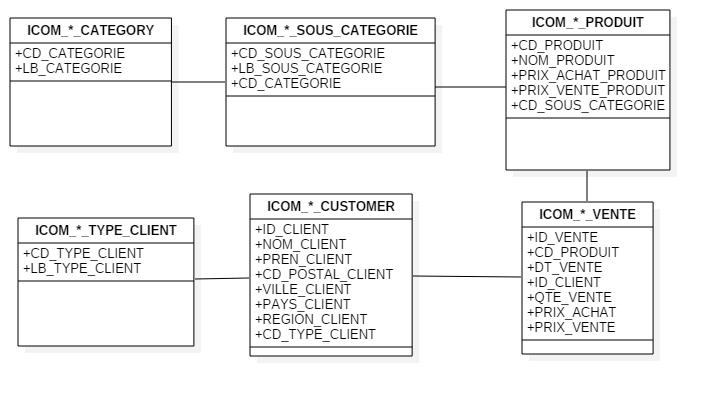 ICOM_*_CATEGORY
+CD_CATEGORIE
+LB_CATEGORIE
ICOM_*_SOUS_CATEGORIE
+CD_SOUS_CATEGORIE
+LB_SOUS_CATEGORIE
+CD_CATEGORIE
ICOM_*_PRODUIT
+CD_PRODUIT
+NOM_PRODUIT
+PRIX_ACHAT_PRODUIT
+PRIX_VENTE_PRODUIT
+CD_SOUS_CATEGORIE
ICOM_*_TYPE_CLIENT
+CD_TYPE_CLIENT
+LB_TYPE_CLIENT
ICOM_*_CUSTOMER
+ID_CLIENT
+NOM_CLIENT
+PREN_CLIENT
+CD_POSTAL_CLIENT
+VILLE_CLIENT
+PAYS_CLIENT
+REGION_CLIENT
+CD_TYPE_CLIENT
ICOM_*_VENTE
+ID_VENTE
+CD_PRODUIT
+DT_VENTE
+ID_CLIENT
+QTE_VENTE
+PRIX_ACHAT
+PRIX_VENTE